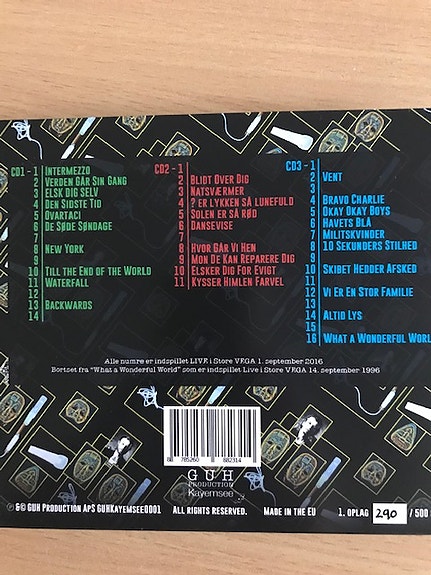 CD1 - 1 Intermezzo
2 Verden Går Sin Gang
3 Elsk Dig Selv
4 Den Sidste Tid
5 Ovartaci
6 De Søde Søndage
7
8 New York
9
10 Till the End of the World
11 Waterfall
12
13 Backwards
14
CD2 - 1
2 Blidt Over Dig
3 Natsværmer
4 ? er Lykken Så Lunefuld
5 Solen er Så Rød
6 Dansevise
7
8 Hvor Går Vi Hen
9 Mon De Kan Reparere Dig
10 Elsker Dig For Evigt
11 Kysser Himlen Farvel
CD3 - 1
2 Vent
3
4 Bravo Charlie
5 Okay Okay Boys
6 Havets Blå
7 Militskvinder
8 10 Sekunders Stilhed
9
10 Skibet Hedder Afsked
11
12 Vi Er En Stor Familie
13
14 Altid Lys
15
16 What a Wonderful Worl
Alle numre er indspillet LIVE i Store VEGA 1. september 2016
Bortset fra "What a Wonderful World" som er indspillet Live i Store VEGA 14. september 1996
8 785260 882314
GUH
PRODUCTION
Kayemsee
℗ & © GUH Production ApS GUHKayemsee0001 All rights reserved. Made in the EU 1. oplag 290 / 500